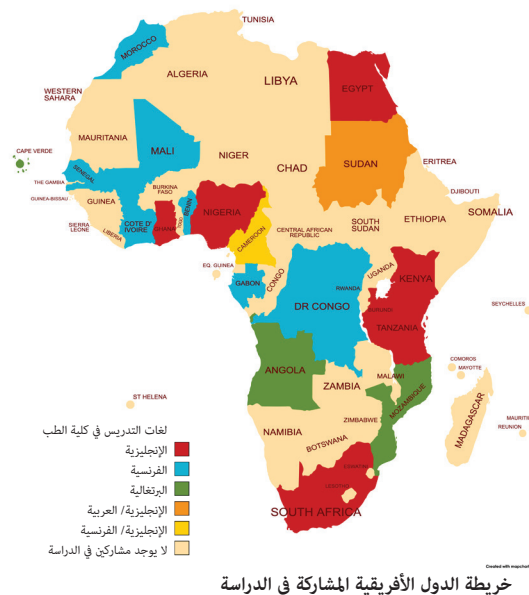 TUNISIA
MOROCCO
ALGERIA
LIBYA
EGYPT
WESTERN
SAHARA
MAURITANIA
MALI
NIGER
CHAD
SUDAN
ERITREA
CAPE VERDE
SENEGAL
THE GAMBIA
GUINEA-BISSAU
GUINEA
BURKINA
FASO
BENIN
NIGERIA
DJIBOUTI
SOMALIA
ETHIOPIA
SIERRA
LEONE
LIBERIA
COTE D'
IVOIRE
GHANA
TOGO
CAMEROON
CENTRAL AFRICAN
REPUBLIC
SOUTH
SUDAN
EQ. GUINEA
GABON
CONGO
DR CONGO
UGANDA
RWANDA
BURUNDI
KENYA
TANZANIA
SEYCHELLES
COMOROS
MAYOTTE
ANGOLA
ZAMBIA
MALAWI
MOZAMBIQUE
ST HELENA
ZIMBABWE
MADAGASCAR
MAURITI
REUNION
NAMIBIA
BOTSWANA
LESOTHO
SOUTH AFRICA
لغات التدريس في كلية الطب
الإنجليزية
الفرنسية
البرتغالية
الإنجليزية/ العربية
الإنجليزية/ الفرنسية
لا يوجد مشاركين في الدراسة
Created with mapchart
خريطة الدول الأفريقية المشاركة في الدراسة